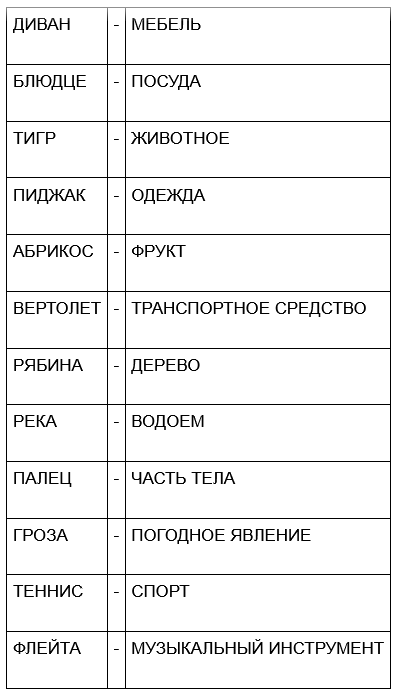 ДИВАН - МЕБЕЛЬ
БЛЮДЦЕ - ПОСУДА
ТИГР - ЖИВОТНОЕ
ПИДЖАК - ОДЕЖДА
АБРИКОС - ФРУКТ
ВЕРТОЛЕТ - ТРАНСПОРТНОЕ СРЕДСТВО
РЯБИНА - ДЕРЕВО
РЕКА - ВОДОЕМ
ПАЛЕЦ - ЧАСТЬ ТЕЛА
ГРОЗА - ПОГОДНОЕ ЯВЛЕНИЕ
ТЕННИС - СПОРТ
ФЛЕЙТА - МУЗЫКАЛЬНЫЙ ИНСТРУМЕНТ